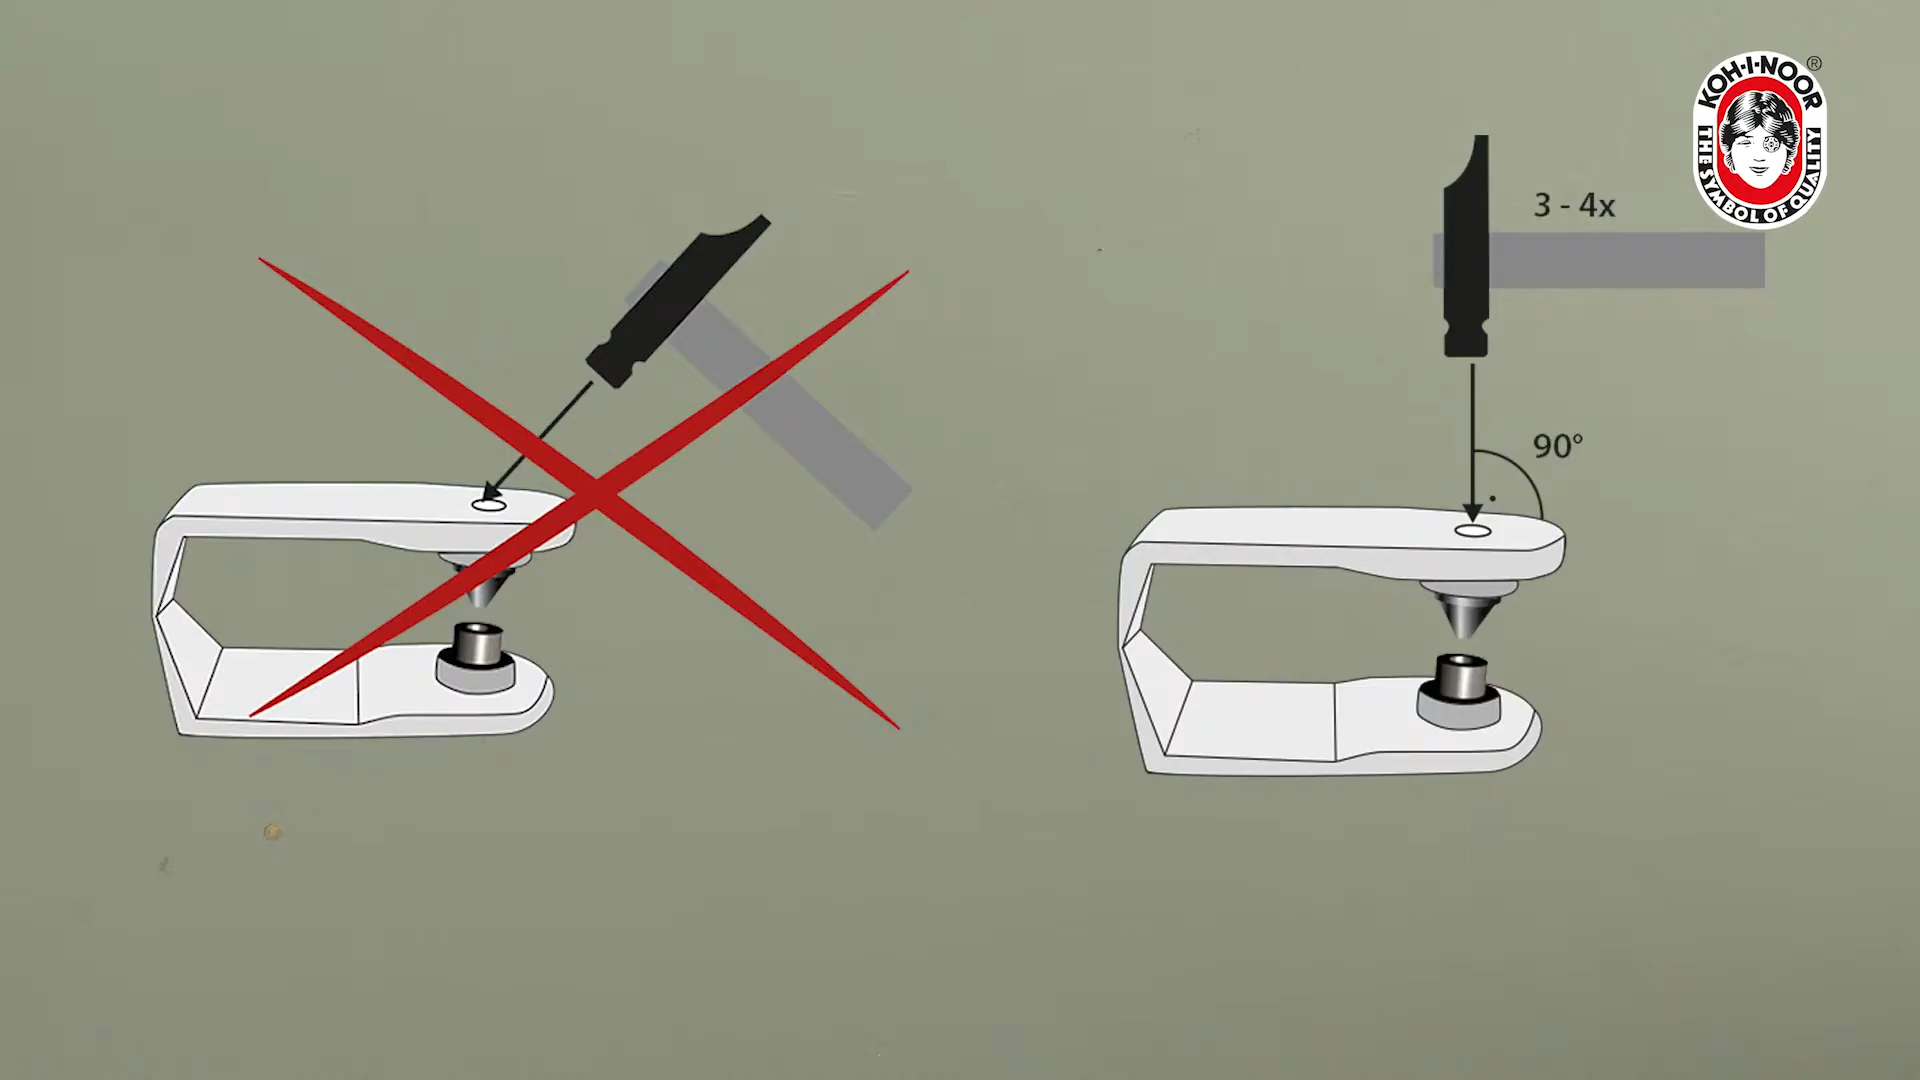 KOH-I-NOOR ®
THE SYMBOL OF QUALITY
3 - 4x
90°